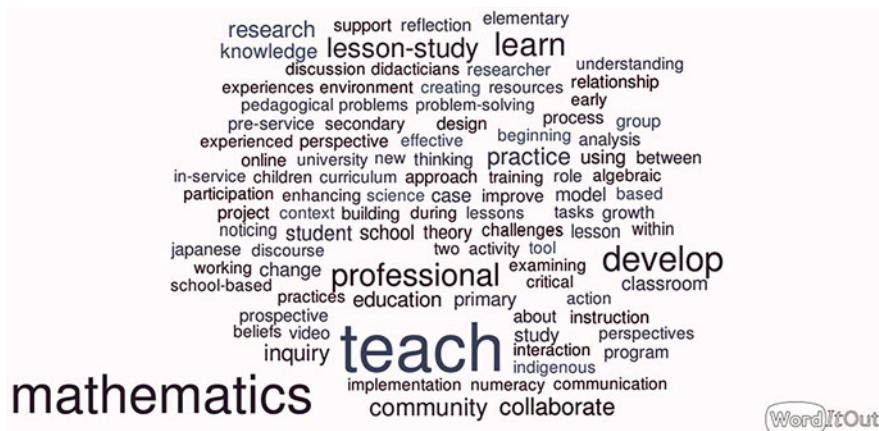 research support reflection elementary
knowledge lesson-study learn
discussion didacticians researcher understanding
experiences environment creating resources relationship
pedagogical problems problem-solving early
pre-service secondary design process group
experienced perspective effective beginning analysis
online university new thinking practice using between
in-service children curriculum approach training role algebraic
participation enhancing science case improve model based
project context building during lessons tasks growth
noticing student school theory challenges lesson within
japanese discourse two activity tool
working change professional examining develop
school-based critical classroom
practices education primary action
prospective about instruction
beliefs video teach study perspectives
inquiry interaction program
indigenous
mathematics implementation numeracy communication
community collaborate
WordItOut